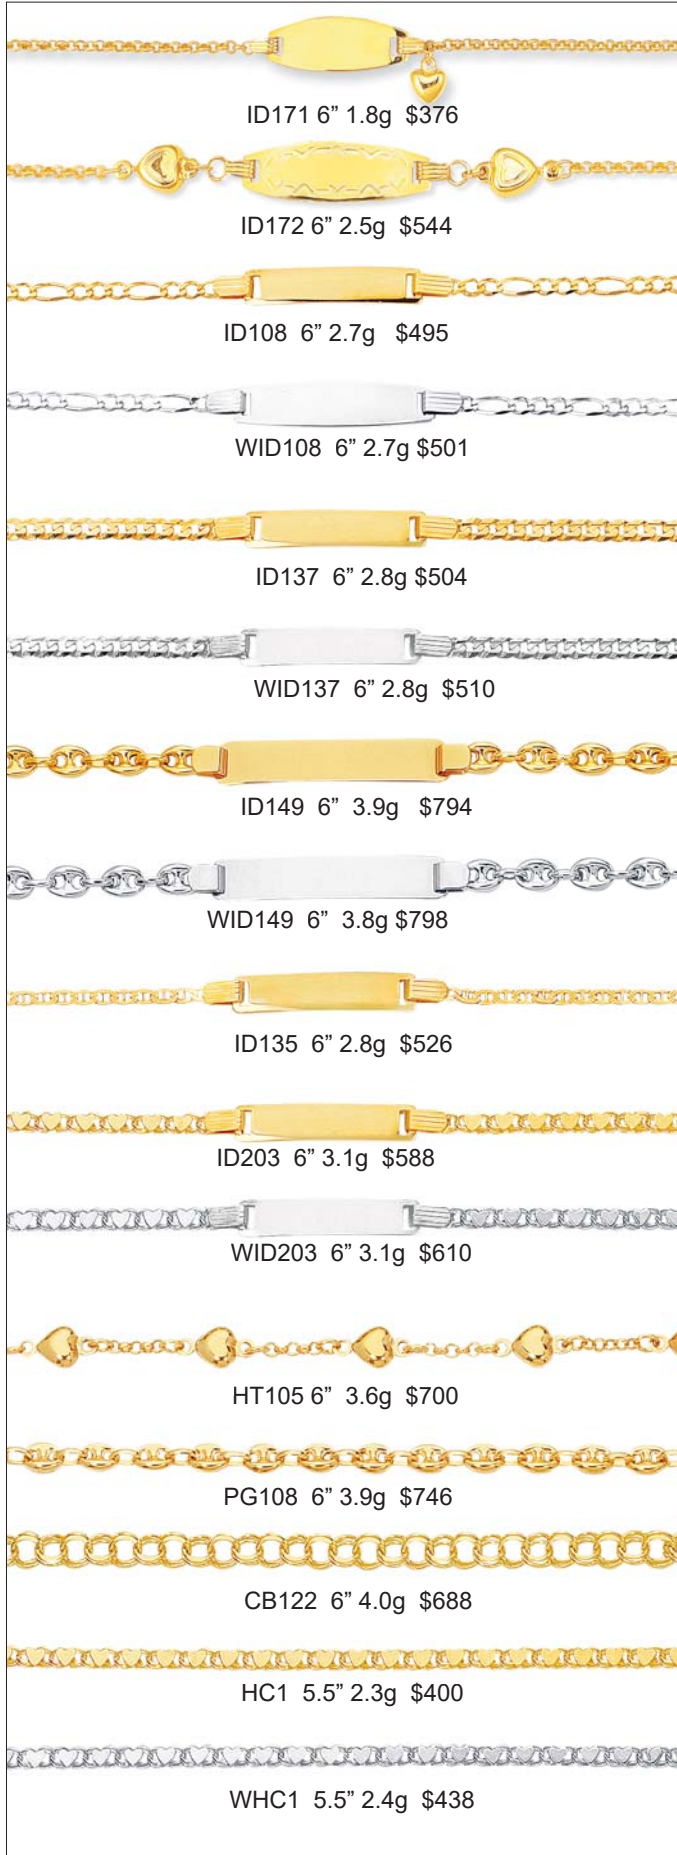 ID171 6” 1.8g $376
ID172 6” 2.5g $544
ID108 6” 2.7g $495
WID108 6” 2.7g $501
ID137 6” 2.8g $504
WID137 6” 2.8g $510
ID149 6” 3.9g $794
WID149 6” 3.8g $798
ID135 6” 2.8g $526
ID203 6” 3.1g $588
WID203 6” 3.1g $610
HT105 6” 3.6g $700
PG108 6” 3.9g $746
CB122 6” 4.0g $688
HC1 5.5” 2.3g $400
WHC1 5.5” 2.4g $438